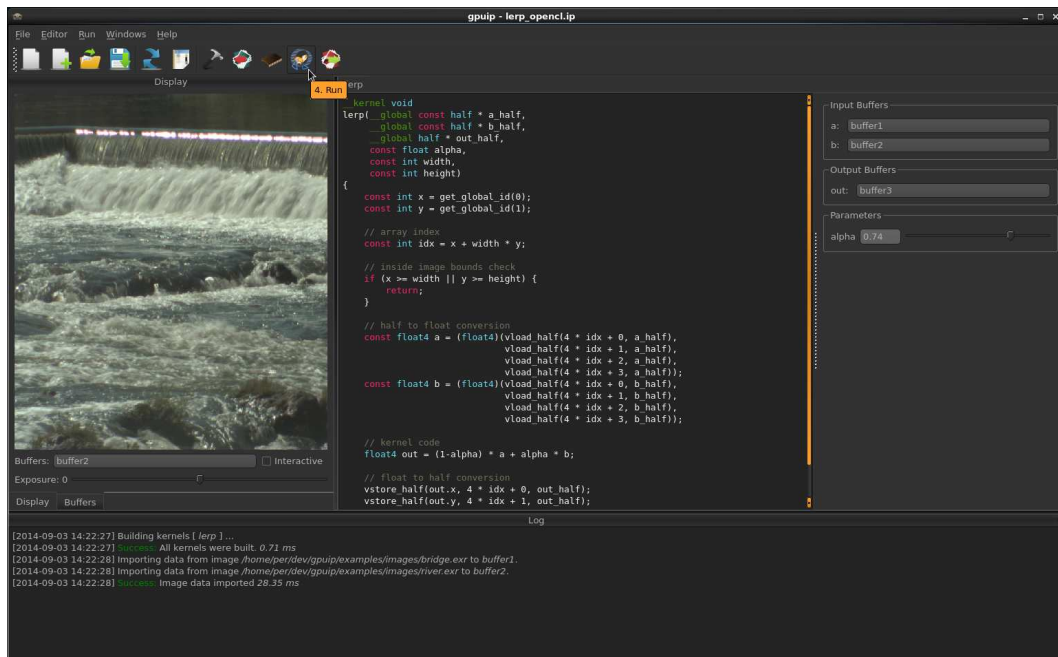 gpuip - lerp_opencl.ip
File Editor Run Windows Help
Display
4. Run
lerp
__kernel void
lerp(__global const half * a_half,
__global const half * b_half,
__global half * out_half,
const float alpha,
const int width,
const int height)
{
const int x = get_global_id(0);
const int y = get_global_id(1);
// array index
const int idx = x + width * y;
// inside image bounds check
if (x >= width || y >= height) {
return;
}
// half to float conversion
const float4 a = (float4)(vload_half(4 * idx + 0, a_half),
vload_half(4 * idx + 1, a_half),
vload_half(4 * idx + 2, a_half),
vload_half(4 * idx + 3, a_half));
const float4 b = (float4)(vload_half(4 * idx + 0, b_half),
vload_half(4 * idx + 1, b_half),
vload_half(4 * idx + 2, b_half),
vload_half(4 * idx + 3, b_half));
// kernel code
float4 out = (1-alpha) * a + alpha * b;
// float to half conversion
vstore_half(out.x, 4 * idx + 0, out_half);
vstore_half(out.y, 4 * idx + 1, out_half);
Input Buffers
a: buffer1
b: buffer2
Output Buffers
out: buffer3
Parameters
alpha 0.74
Buffers: buffer2 Interactive
Exposure: 0
Display Buffers
Log
[2014-09-03 14:22:27] Building kernels [ lerp ] ...
[2014-09-03 14:22:27] Success: All kernels were built. 0.71 ms
[2014-09-03 14:22:28] Importing data from image /home/per/dev/gpuip/examples/images/bridge.exr to buffer1.
[2014-09-03 14:22:28] Importing data from image /home/per/dev/gpuip/examples/images/river.exr to buffer2.
[2014-09-03 14:22:28] Success: Image data imported 28.35 ms